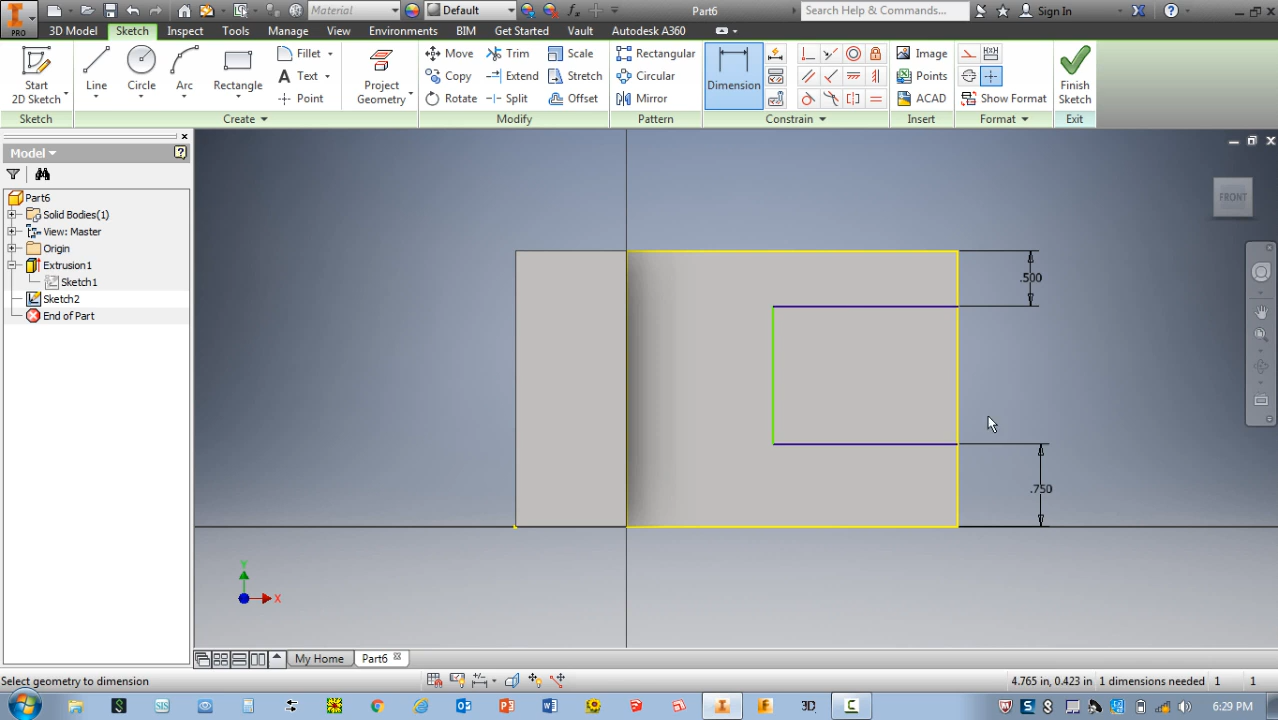 Material
Default
Part6
Search Help & Commands...
Sign In
PRO
3D Model
Sketch
Inspect
Tools
Manage
View
Environments
BIM
Get Started
Vault
Autodesk A360
Start
2D Sketch
Line
Circle
Arc
Rectangle
Fillet
Text
Point
Project
Geometry
Move
Copy
Rotate
Trim
Extend
Split
Scale
Stretch
Offset
Rectangular
Circular
Mirror
Dimension
Image
Points
ACAD
Show Format
Finish
Sketch
Sketch
Create
Modify
Pattern
Constrain
Insert
Format
Exit
Model
Part6
Solid Bodies(1)
View: Master
Origin
Extrusion1
Sketch1
Sketch2
End of Part
FRONT
.500
.750
Y
X
My Home
Part6
Select geometry to dimension
4.765 in, 0.423 in
1 dimensions needed
1
1
SIS
3D
6:29 PM